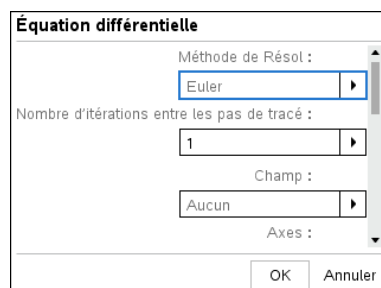 Équation différentielle
Méthode de Résol :
Euler
Nombre d'itérations entre les pas de tracé :
1
Champ :
Aucun
Axes :
OK Annuler